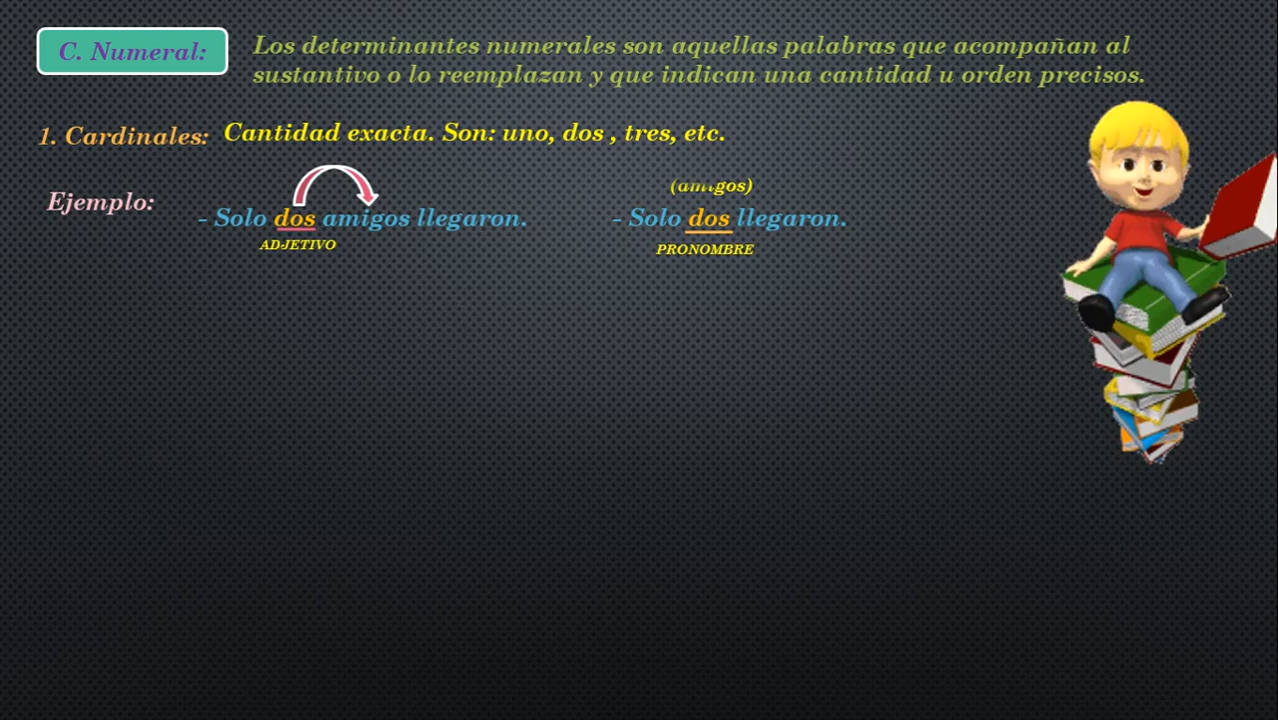 C. Numeral:
Los determinantes numerales son aquellas palabras que acompañan al
sustantivo o lo reemplazan y que indican una cantidad u orden precisos.
1. Cardinales: Cantidad exacta. Son: uno, dos , tres, etc.
Ejemplo:
(amigos)
- Solo dos amigos llegaron. - Solo dos llegaron.
ADJETIVO PRONOMBRE